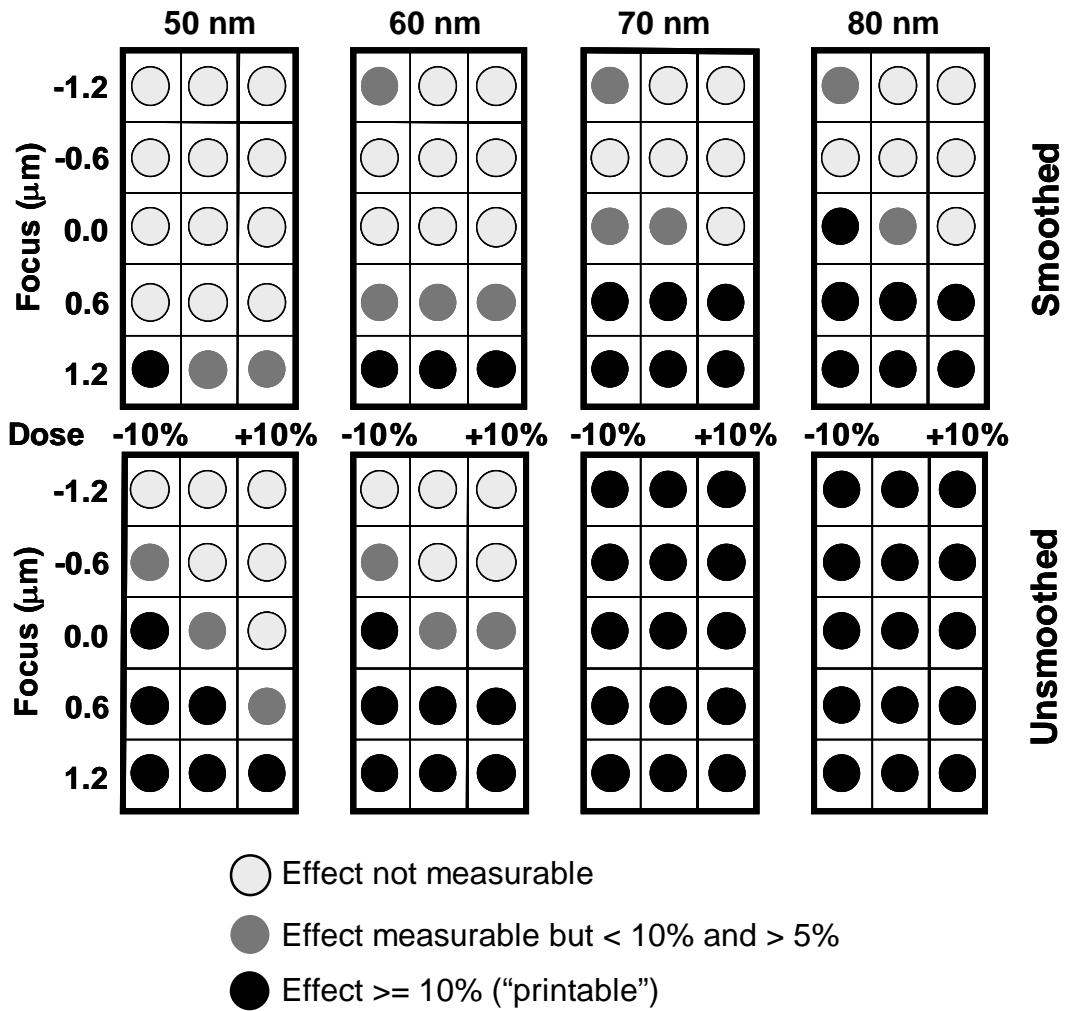 50 nm 60 nm 70 nm 80 nm
-1.2
-0.6
0.0
0.6
1.2
Focus (μm)
Smoothed
Dose -10% +10% -10% +10% -10% +10% -10% +10%
-1.2
-0.6
0.0
0.6
1.2
Focus (μm)
Unsmoothed
Effect not measurable
Effect measurable but < 10% and > 5%
Effect >= 10% (“printable”)